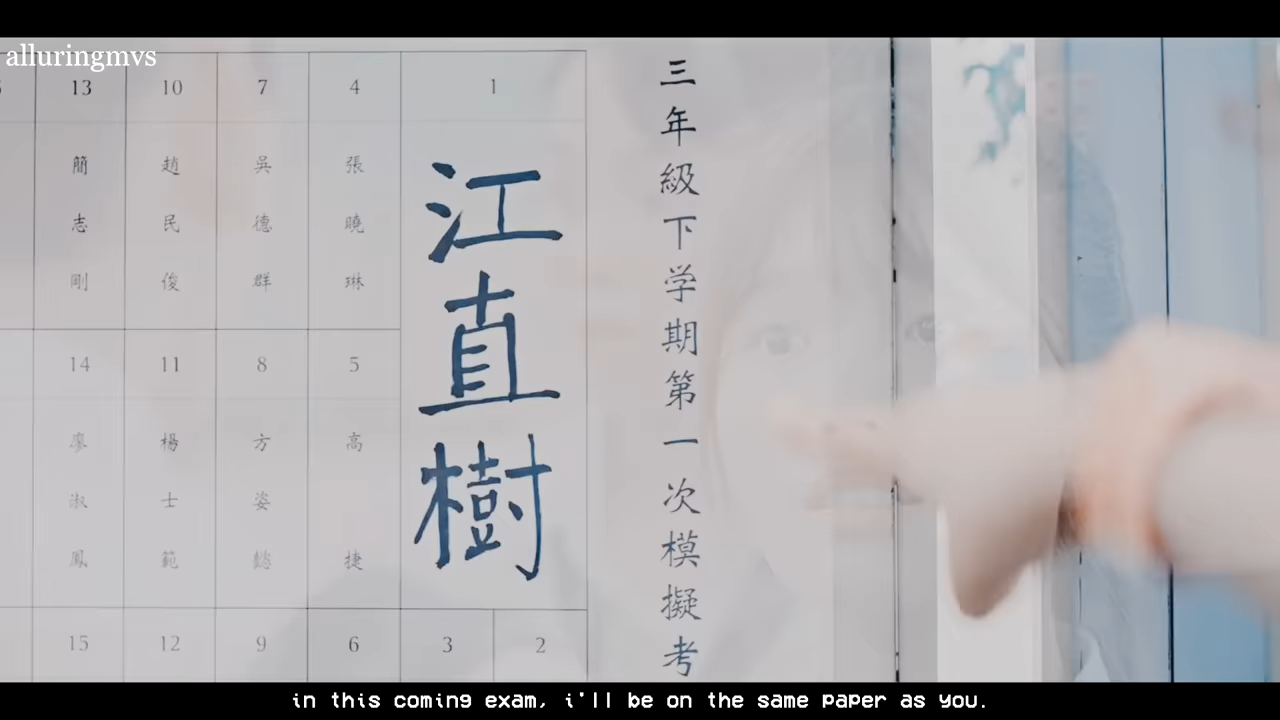 alluringmvs
三年級下学期第一次模擬考
1
江直樹
2
3
4
張曉琳
5
高捷
6
7
吳德群
8
方姿懿
9
10
趙民俊
11
楊士範
12
13
簡志剛
14
廖淑鳳
15
in this coming exam, i'll be on the same paper as you.